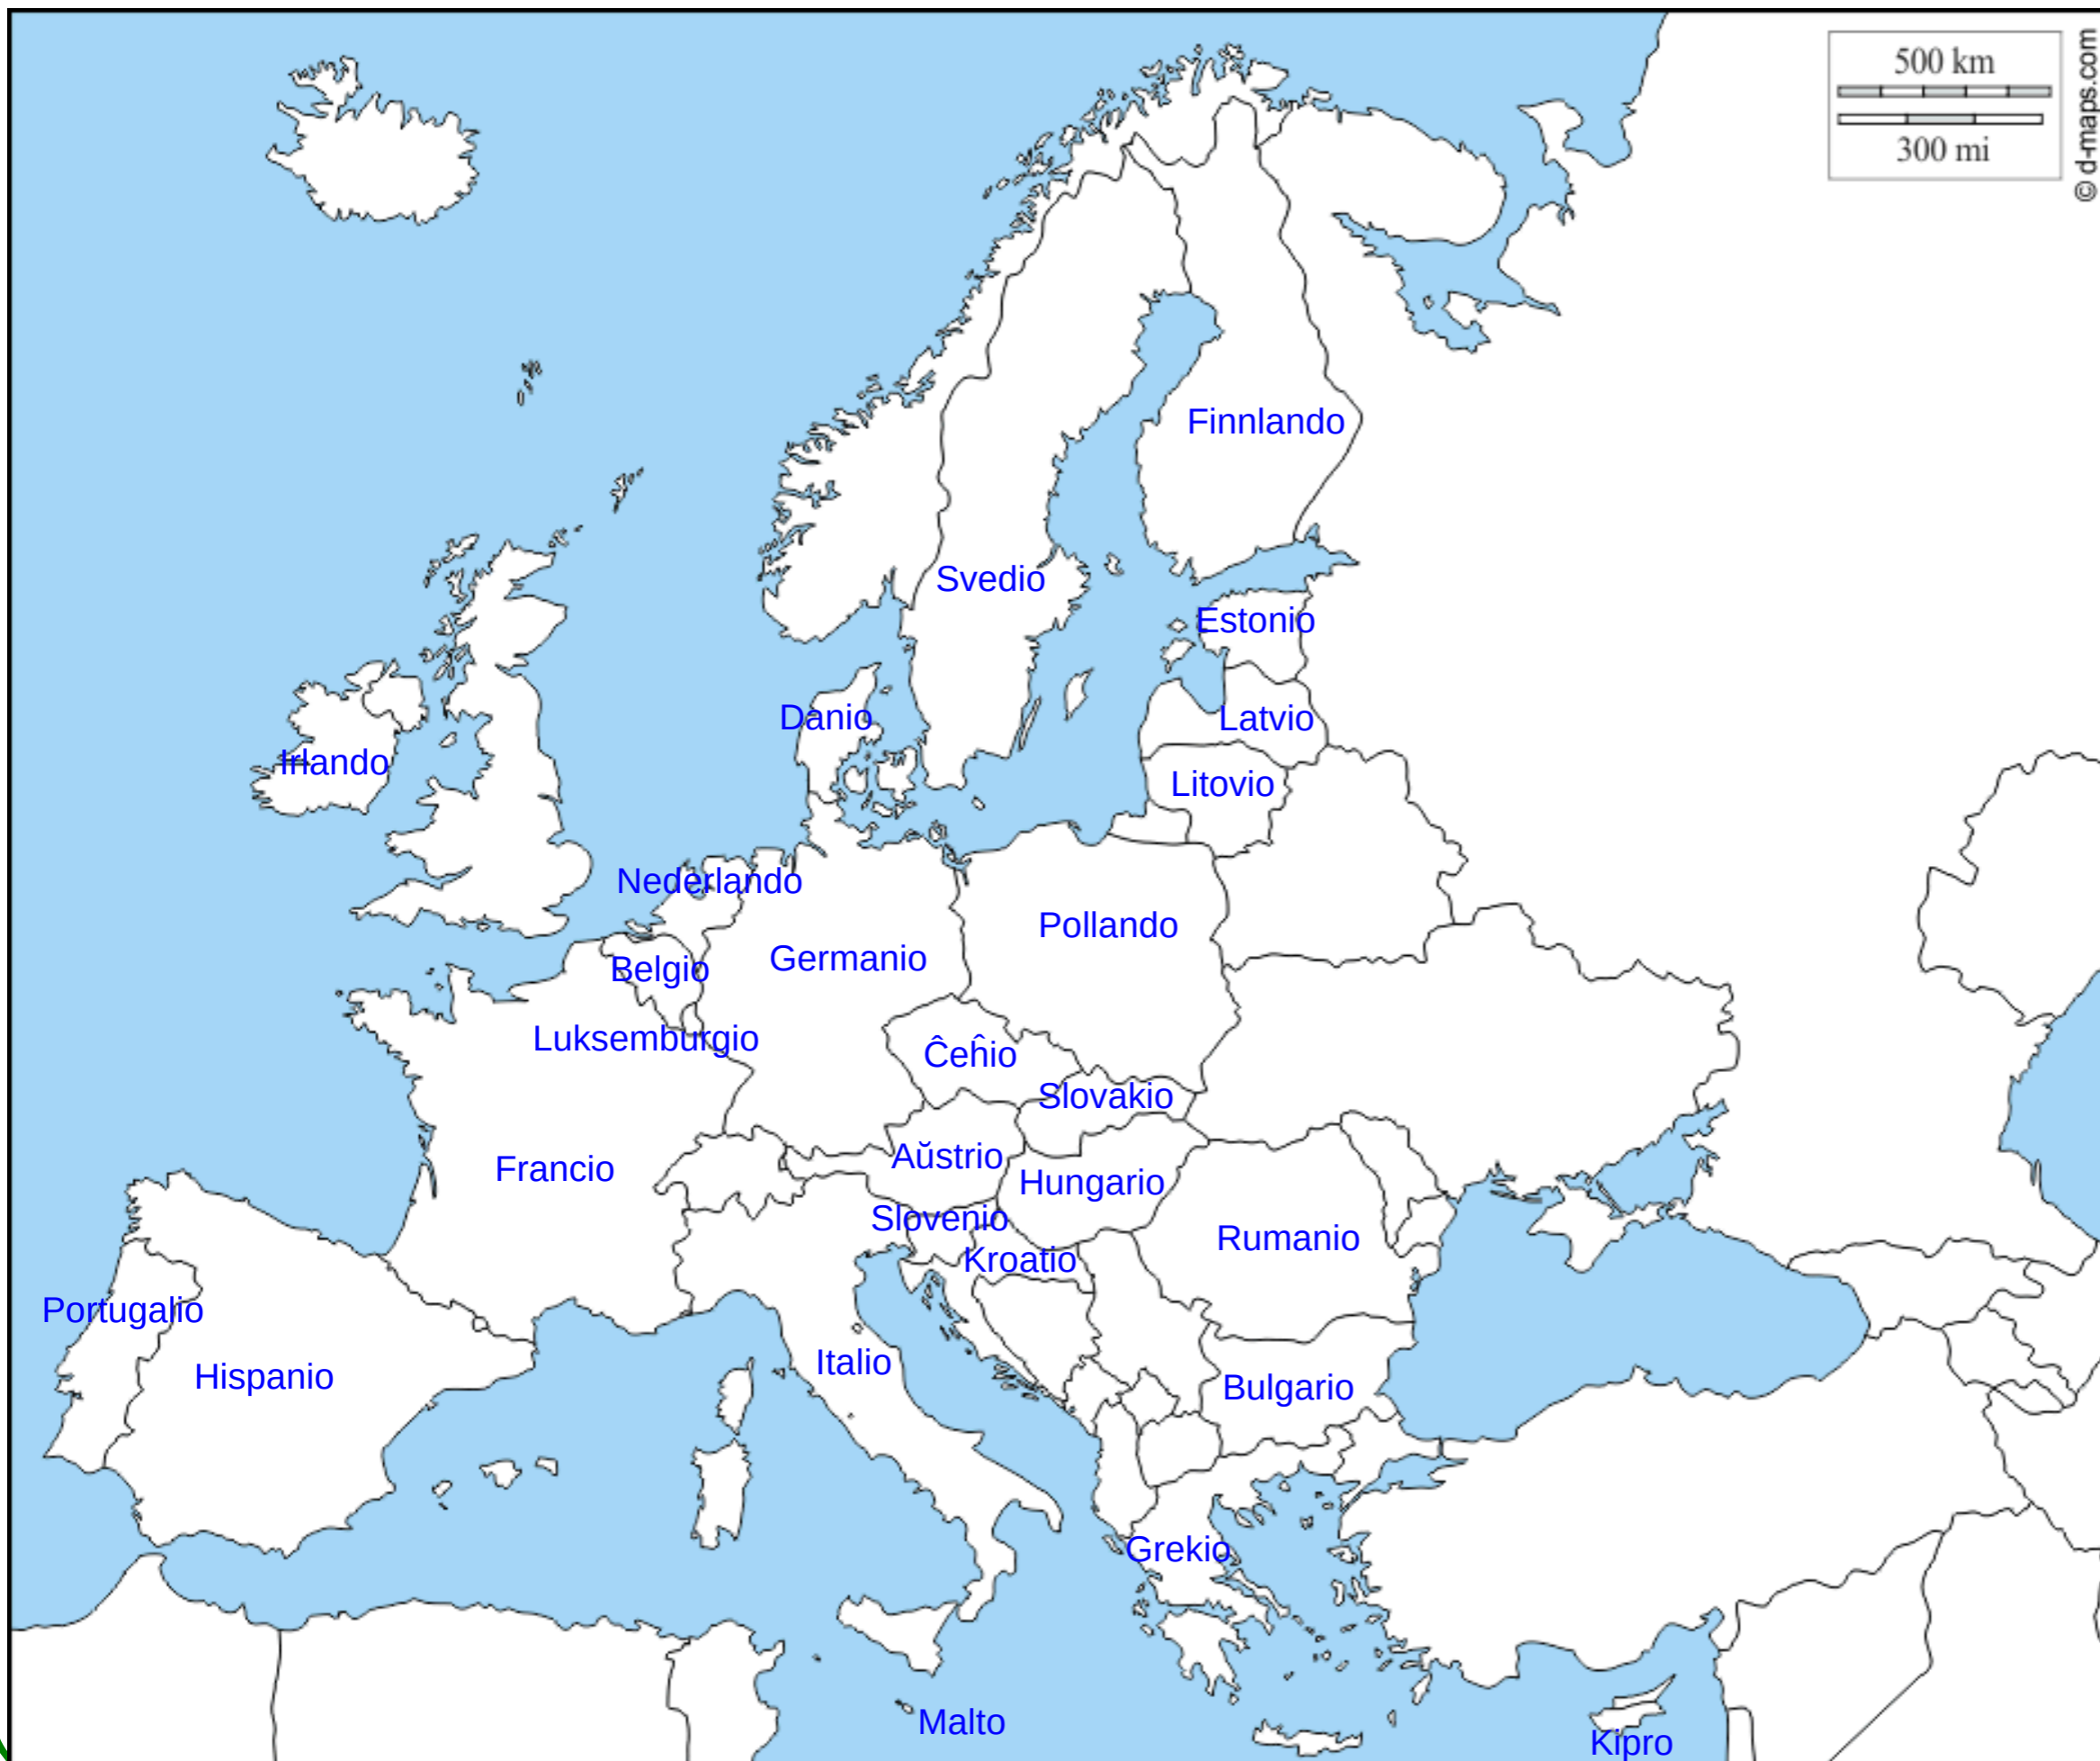 500 km
300 mi
© d-maps.com
Finnlando
Svedio
Estonio
Danio
Latvio
Irlando
Litovio
Nederlando
Pollando
Germanio
Belgio
Luksemburgio
Ĉeĥio
Slovakio
Aŭstrio
Francio
Hungario
Slovenio
Rumanio
Kroatio
Portugalio
Italio
Hispanio
Bulgario
Grekio
Malto
Kipro